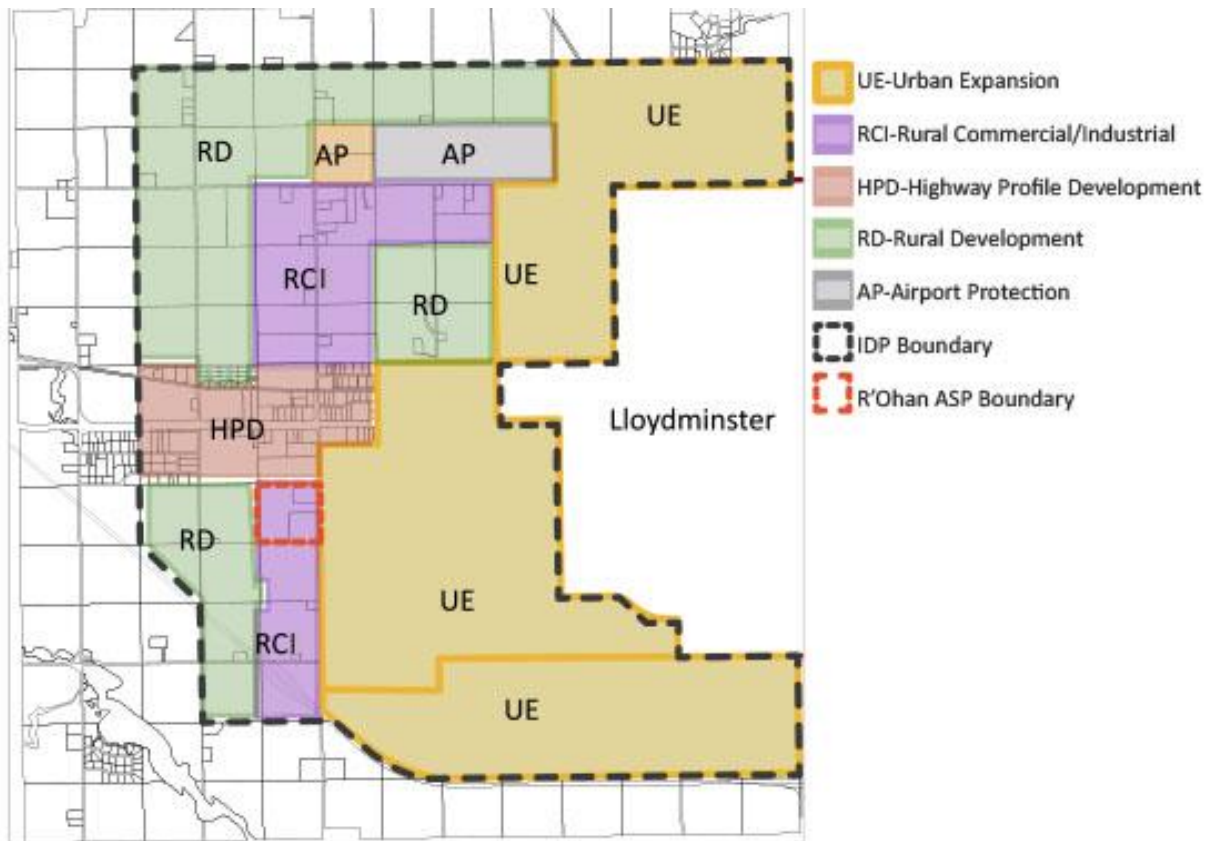 UE
RD
AP
AP
RCI
UE
RD
HPD
Lloydminster
RD
UE
RCI
UE
UE-Urban Expansion
RCI-Rural Commercial/Industrial
HPD-Highway Profile Development
RD-Rural Development
AP-Airport Protection
IDP Boundary
R'Ohan ASP Boundary